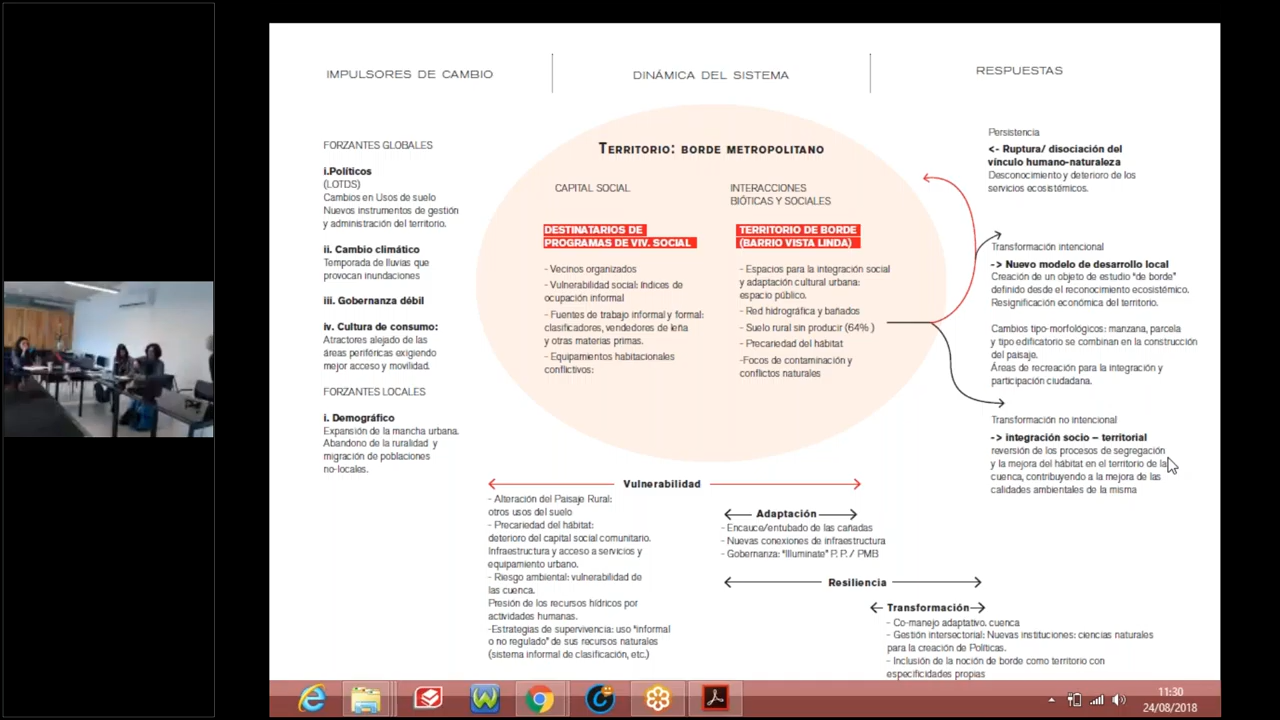 IMPULSORES DE CAMBIO
DINÁMICA DEL SISTEMA
RESPUESTAS
FORZANTES GLOBALES
i.Políticos
(LOTDS)
Cambios en Usos de suelo
Nuevos instrumentos de gestión
y administración del territorio.
ii. Cambio climático
Temporada de lluvias que
provocan inundaciones
iii. Gobernanza débil
iv. Cultura de consumo:
Atractores alejado de las
áreas periféricas exigiendo
mejor acceso y movilidad.
FORZANTES LOCALES
i. Demográfico
Expansión de la mancha urbana.
Abandono de la ruralidad y
migración de poblaciones
no-locales.
TERRITORIO: BORDE METROPOLITANO
CAPITAL SOCIAL
DESTINATARIOS DE
PROGRAMAS DE VIV. SOCIAL
- Vecinos organizados
- Vulnerabilidad social: índices de
ocupación informal
- Fuentes de trabajo informal y formal:
clasificadores, vendedores de leña
y otras materias primas.
- Equipamientos habitacionales
conflictivos:
INTERACCIONES
BIÓTICAS Y SOCIALES
TERRITORIO DE BORDE
(BARRIO VISTA LINDA)
- Espacios para la integración social
y adaptación cultural urbana:
espacio público.
- Red hidrográfica y bañados
- Suelo rural sin producir (64% )
- Precariedad del hábitat
-Focos de contaminación y
conflictos naturales
Persistencia
<- Ruptura/ disociación del
vínculo humano-naturaleza
Desconocimiento y deterioro de los
servicios ecosistémicos.
Transformación intencional
-> Nuevo modelo de desarrollo local
Creación de un objeto de estudio "de borde"
definido desde el reconocimiento ecosistémico.
Resignificación económica del territorio.
Cambios tipo-morfológicos: manzana, parcela
y tipo edificatorio se combinan en la construcción
del paisaje.
Áreas de recreación para la integración y
participación ciudadana.
Transformación no intencional
-> integración socio – territorial
reversión de los procesos de segregación
y la mejora del hábitat en el territorio de la
cuenca, contribuyendo a la mejora de las
calidades ambientales de la misma
Vulnerabilidad
- Alteración del Paisaje Rural:
otros usos del suelo
- Precariedad del hábitat:
deterioro del capital social comunitario.
Infraestructura y acceso a servicios y
equipamiento urbano.
- Riesgo ambiental: vulnerabilidad de
las cuenca.
Presión de los recursos hídricos por
actividades humanas.
-Estrategias de supervivencia: uso "informal
o no regulado" de sus recursos naturales
(sistema informal de clasificación, etc.)
Adaptación
- Encauce/entubado de las cañadas
- Nuevas conexiones de infraestructura
- Gobernanza: "Illuminate" P. P. / PMB
Resiliencia
Transformación
- Co-manejo adaptativo. cuenca
- Gestión intersectorial: Nuevas instituciones: ciencias naturales
para la creación de Políticas.
- Inclusión de la noción de borde como territorio con
especificidades propias
11:30
24/08/2018